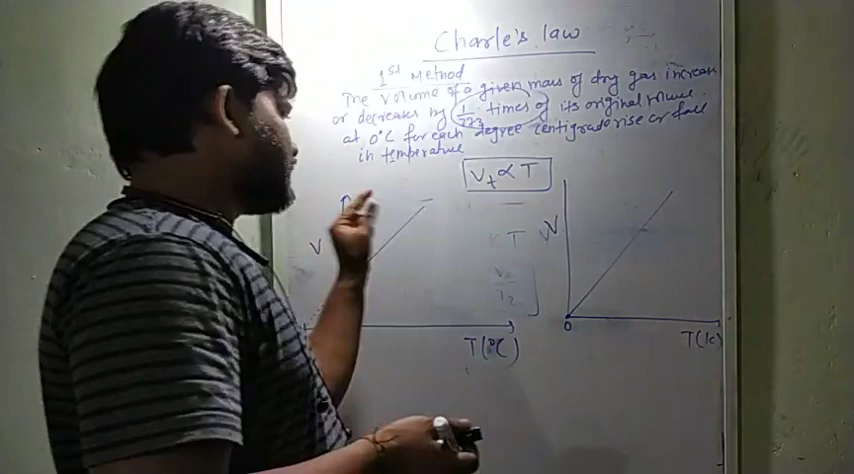 Charle's law
1st Method
The volume of a given mass of dry gas increase
or decreases by 1/273 times of its original volume
at 0°C for each degree centigrade rise or fall
in temperature
Vt ∝ T
V
V
T
T2
0
T(°C)
T(K)